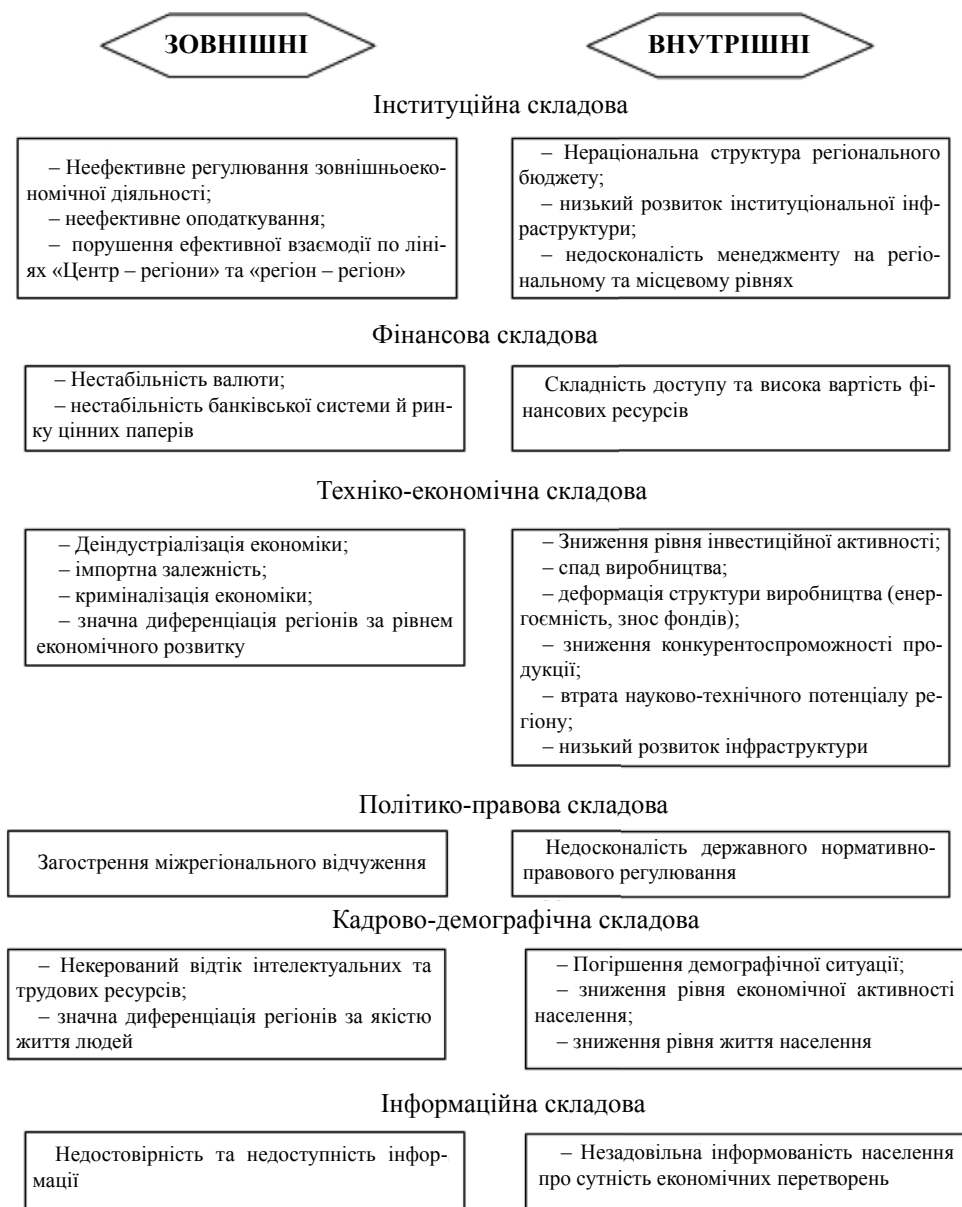 ЗОВНІШНІ
ВНУТРІШНІ
Інституційна складова
– Неефективне регулювання зовнішньоеко-
номічної діяльності;
– неефективне оподаткування;
– порушення ефективної взаємодії по ліні-
ях «Центр – регіони» та «регіон – регіон»
– Нераціональна структура регіонального
бюджету;
– низький розвиток інституціональної інф-
раструктури;
– недосконалість менеджменту на регіо-
нальному та місцевому рівнях
Фінансова складова
– Нестабільність валюти;
– нестабільність банківської системи й рин-
ку цінних паперів
Складність доступу та висока вартість фі-
нансових ресурсів
Техніко-економічна складова
– Деіндустріалізація економіки;
– імпортна залежність;
– криміналізація економіки;
– значна диференціація регіонів за рівнем
економічного розвитку
– Зниження рівня інвестиційної активності;
– спад виробництва;
– деформація структури виробництва (енер-
гоємність, знос фондів);
– зниження конкурентоспроможності про-
дукції;
– втрата науково-технічного потенціалу ре-
гіону;
– низький розвиток інфраструктури
Політико-правова складова
Загострення міжрегіонального відчуження
Недосконалість державного нормативно-
правового регулювання
Кадрово-демографічна складова
– Некерований відтік інтелектуальних та
трудових ресурсів;
– значна диференціація регіонів за якістю
життя людей
– Погіршення демографічної ситуації;
– зниження рівня економічної активності
населення;
– зниження рівня життя населення
Інформаційна складова
Недостовірність та недоступність інфор-
мації
– Незадовільна інформованість населення
про сутність економічних перетворень